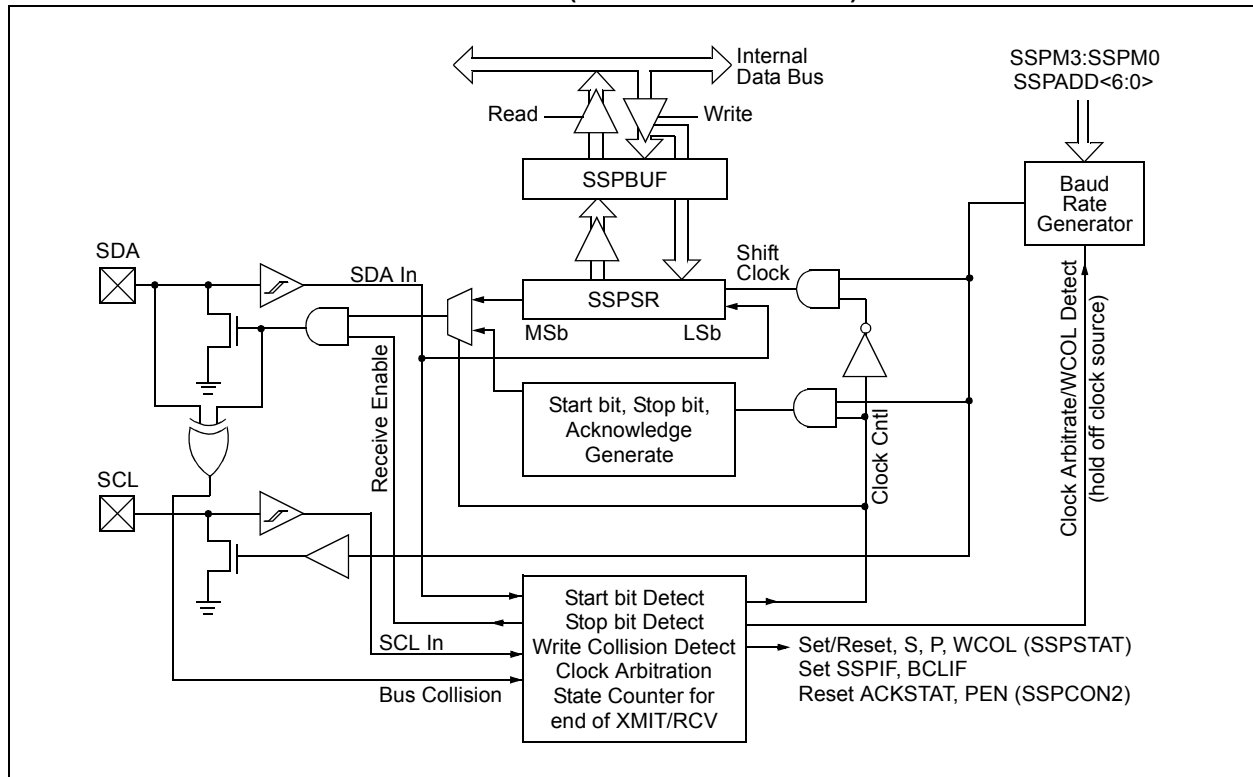 Internal
Data Bus
SSPM3:SSPM0
SSPADD<6:0>
Read
Write
SSPBUF
Baud
Rate
Generator
SDA
SDA In
Shift
Clock
SSPSR
MSb
LSb
Receive Enable
Start bit, Stop bit,
Acknowledge
Generate
Clock Cntl
Clock Arbitrate/WCOL Detect
(hold off clock source)
SCL
SCL In
Bus Collision
Start bit Detect
Stop bit Detect
Write Collision Detect
Clock Arbitration
State Counter for
end of XMIT/RCV
Set/Reset, S, P, WCOL (SSPSTAT)
Set SSPIF, BCLIF
Reset ACKSTAT, PEN (SSPCON2)